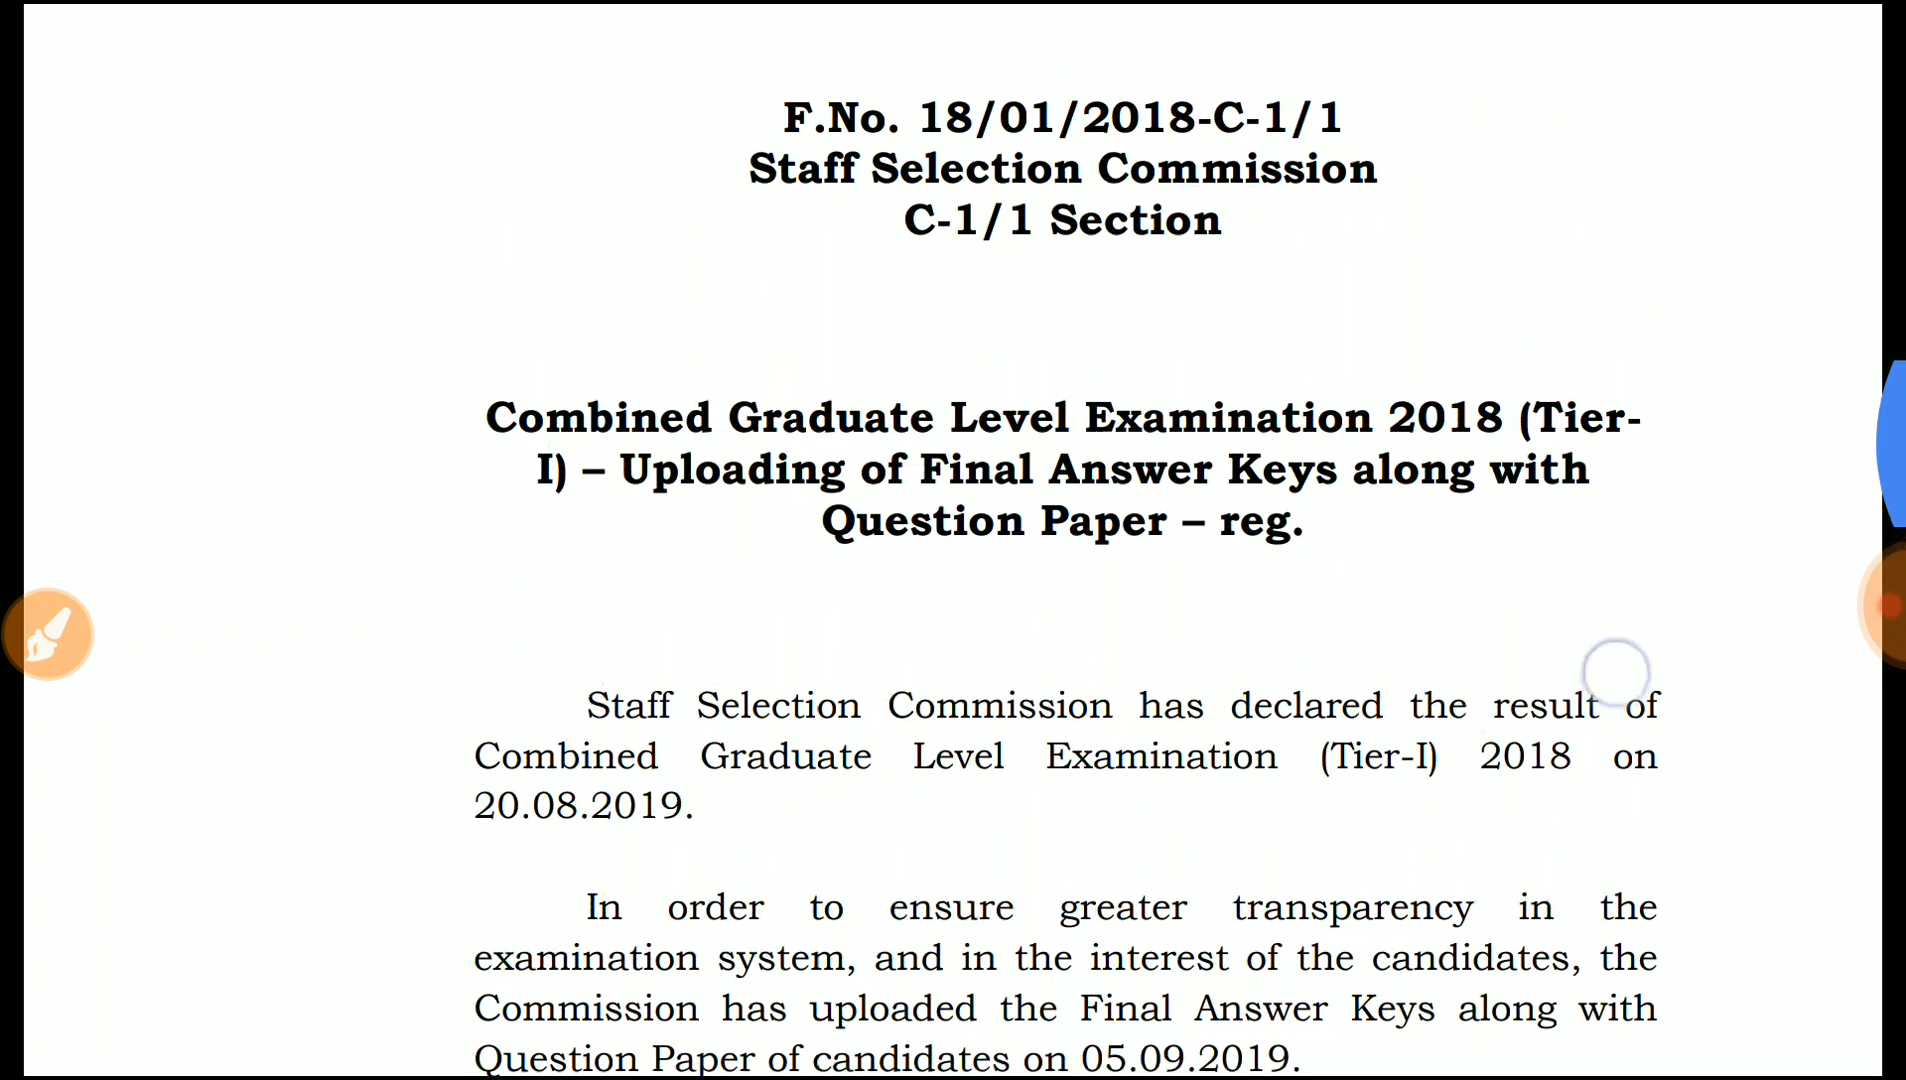 F.No. 18/01/2018-C-1/1
Staff Selection Commission
C-1/1 Section
Combined Graduate Level Examination 2018 (Tier-
I) – Uploading of Final Answer Keys along with
Question Paper – reg.
Staff Selection Commission has declared the result of
Combined Graduate Level Examination (Tier-I) 2018 on
20.08.2019.
In order to ensure greater transparency in the
examination system, and in the interest of the candidates, the
Commission has uploaded the Final Answer Keys along with
Question Paper of candidates on 05.09.2019.